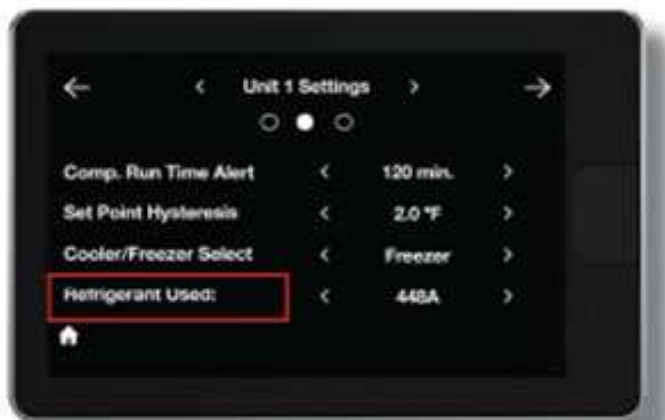 Unit 1 Settings
Comp. Run Time Alert 120 min.
Set Point Hysteresis 2.0 °F
Cooler/Freezer Select Freezer
Refrigerant Used: 448A